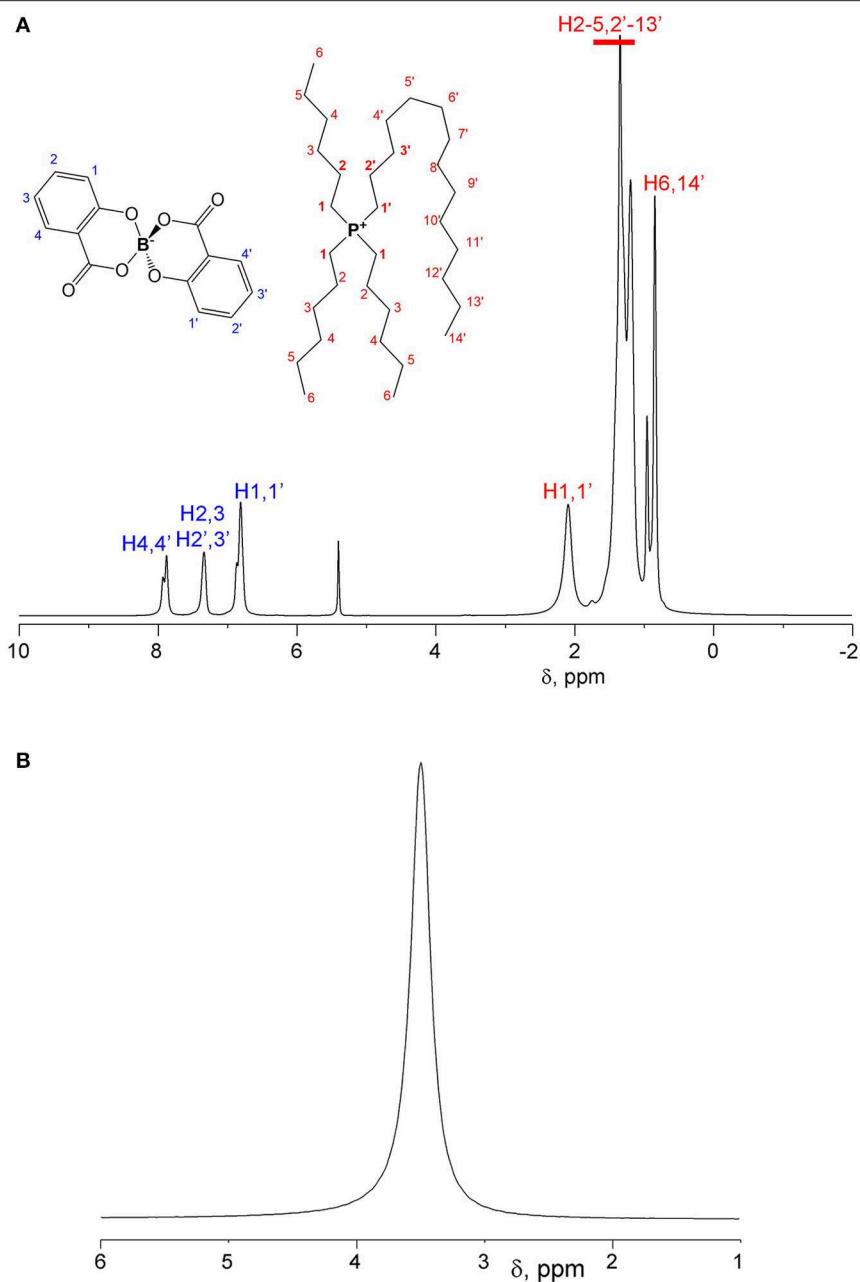 A
H2-5,2'-13'
6
5
4
3
2
1
5'
4'
6'
3'
7'
2'
8
9'
1'
10'
11'
12'
13'
14'
P+
1
1
2
2
3
3
4
4
5
5
6
6
H6,14'
2
1
3
4
O
O
O
B-
O
O
O
4'
3'
1'
2'
H4,4'
H2,3
H2',3'
H1,1'
H1,1'
10
8
6
4
2
0
-2
δ, ppm
B
6
5
4
3
2
1
δ, ppm